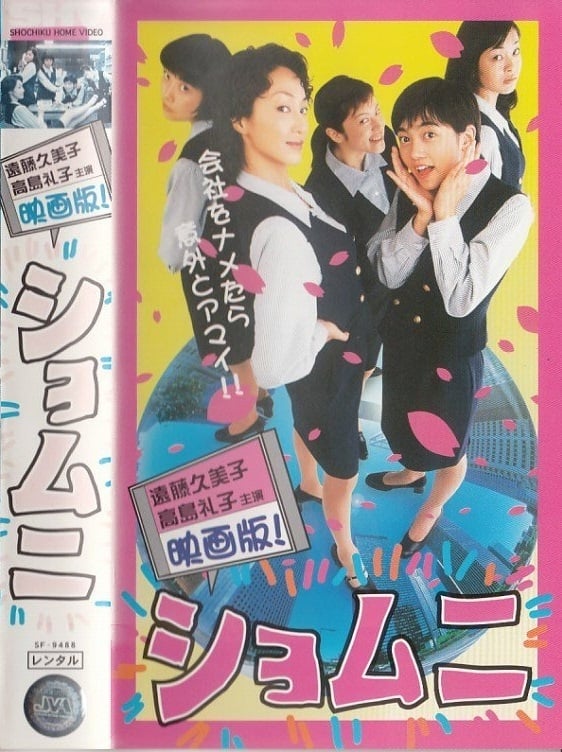 SHOCHIKU HOME VIDEO
遠藤久美子
高島礼子 主演
映画版!
ショムニ
SF-9488
レンタル
JVA
会社をナメたら
意外とアマイ!!
遠藤久美子
高島礼子 主演
映画版!
ショムニ